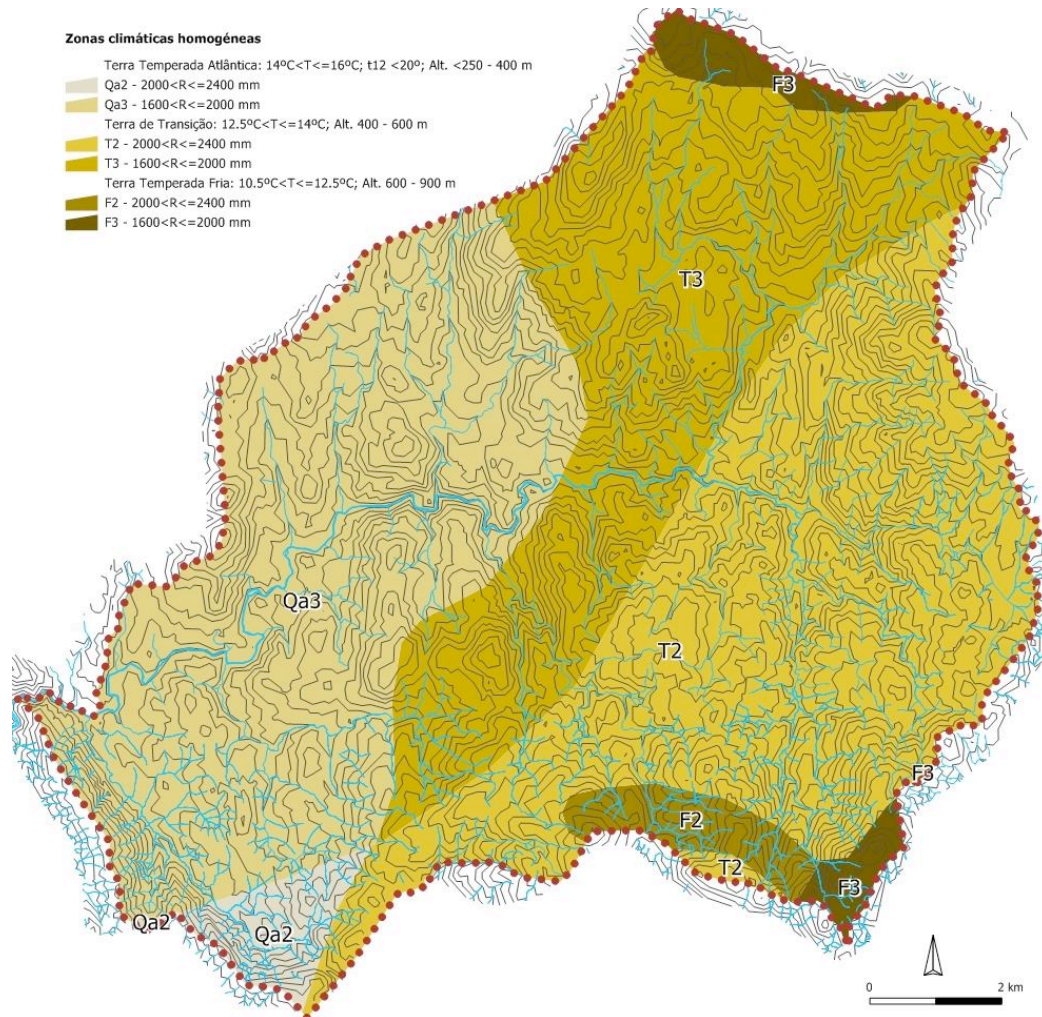 Zonas climáticas homogéneas
Terra Temperada Atlântica: 14ºC<T<=16ºC; t12 <20º; Alt. <250 - 400 m
Qa2 - 2000<R<=2400 mm
Qa3 - 1600<R<=2000 mm
Terra de Transição: 12.5ºC<T<=14ºC; Alt. 400 - 600 m
T2 - 2000<R<=2400 mm
T3 - 1600<R<=2000 mm
Terra Temperada Fria: 10.5ºC<T<=12.5ºC; Alt. 600 - 900 m
F2 - 2000<R<=2400 mm
F3 - 1600<R<=2000 mm
F3
T3
Qa3
T2
F3
F2
T2
F3
Qa2
Qa2
0 2 km